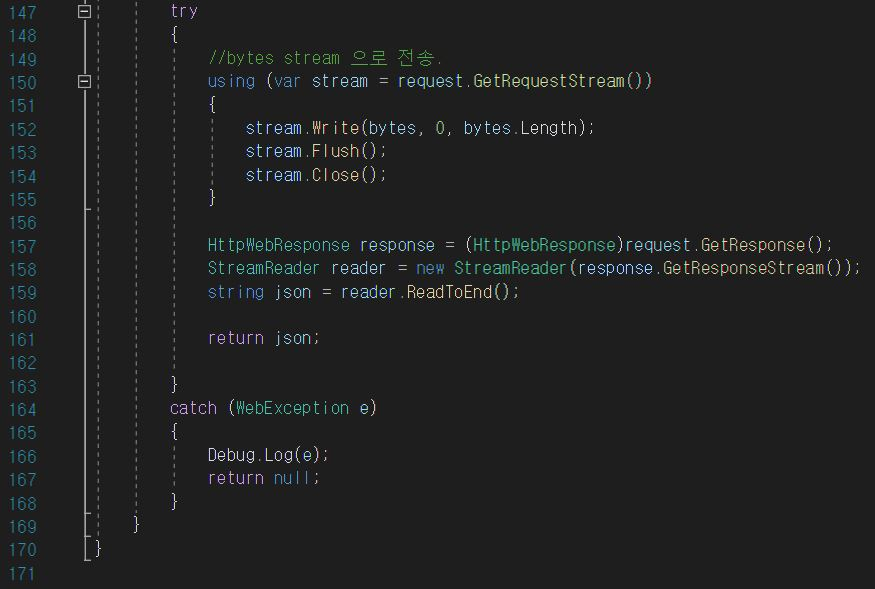 147 try
148 {
149 //bytes stream 으로 전송.
150 using (var stream = request.GetRequestStream())
151 {
152 stream.Write(bytes, 0, bytes.Length);
153 stream.Flush();
154 stream.Close();
155 }
156
157 HttpWebResponse response = (HttpWebResponse)request.GetResponse();
158 StreamReader reader = new StreamReader(response.GetResponseStream());
159 string json = reader.ReadToEnd();
160
161 return json;
162
163 }
164 catch (WebException e)
165 {
166 Debug.Log(e);
167 return null;
168 }
169 }
170 }
171